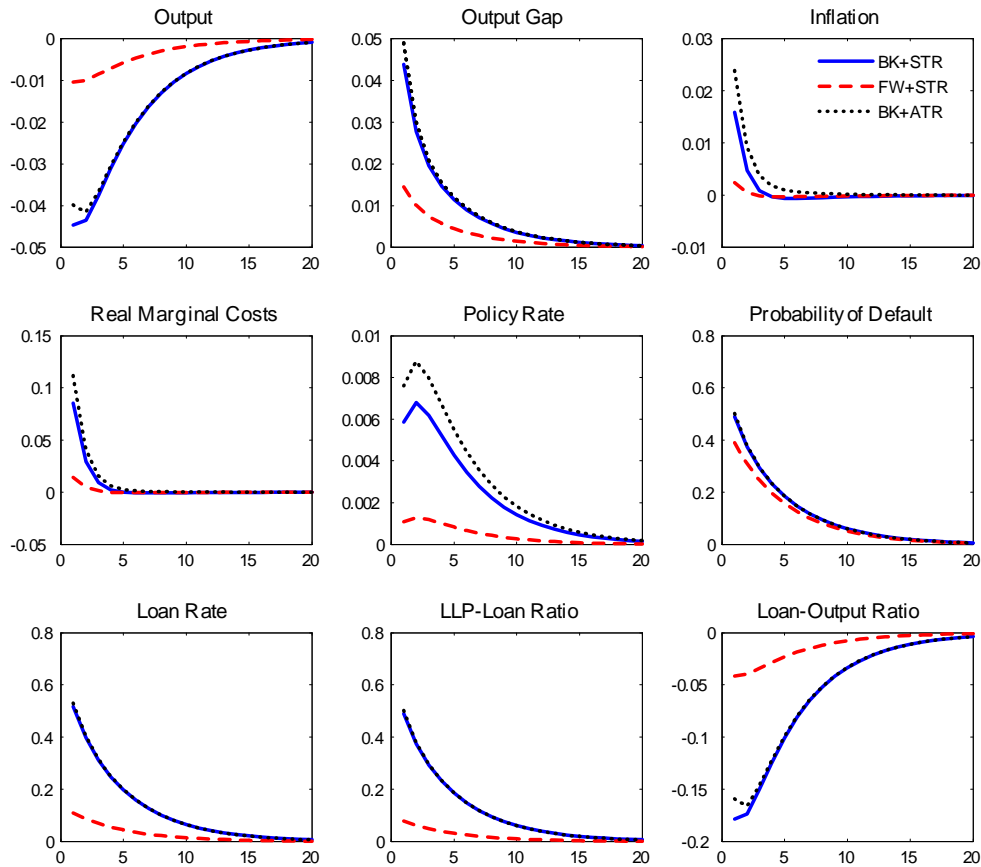 Output
0
-0.01
-0.02
-0.03
-0.04
-0.05
0 5 10 15 20
Output Gap
0.05
0.04
0.03
0.02
0.01
0
0 5 10 15 20
Inflation
0.03
0.02
0.01
0
-0.01
0 5 10 15 20
BK+STR
FW+STR
BK+ATR
Real Marginal Costs
0.15
0.1
0.05
0
-0.05
0 5 10 15 20
Policy Rate
0.01
0.008
0.006
0.004
0.002
0
0 5 10 15 20
Probability of Default
0.8
0.6
0.4
0.2
0
0 5 10 15 20
Loan Rate
0.8
0.6
0.4
0.2
0
0 5 10 15 20
LLP-Loan Ratio
0.8
0.6
0.4
0.2
0
0 5 10 15 20
Loan-Output Ratio
0
-0.05
-0.1
-0.15
-0.2
0 5 10 15 20